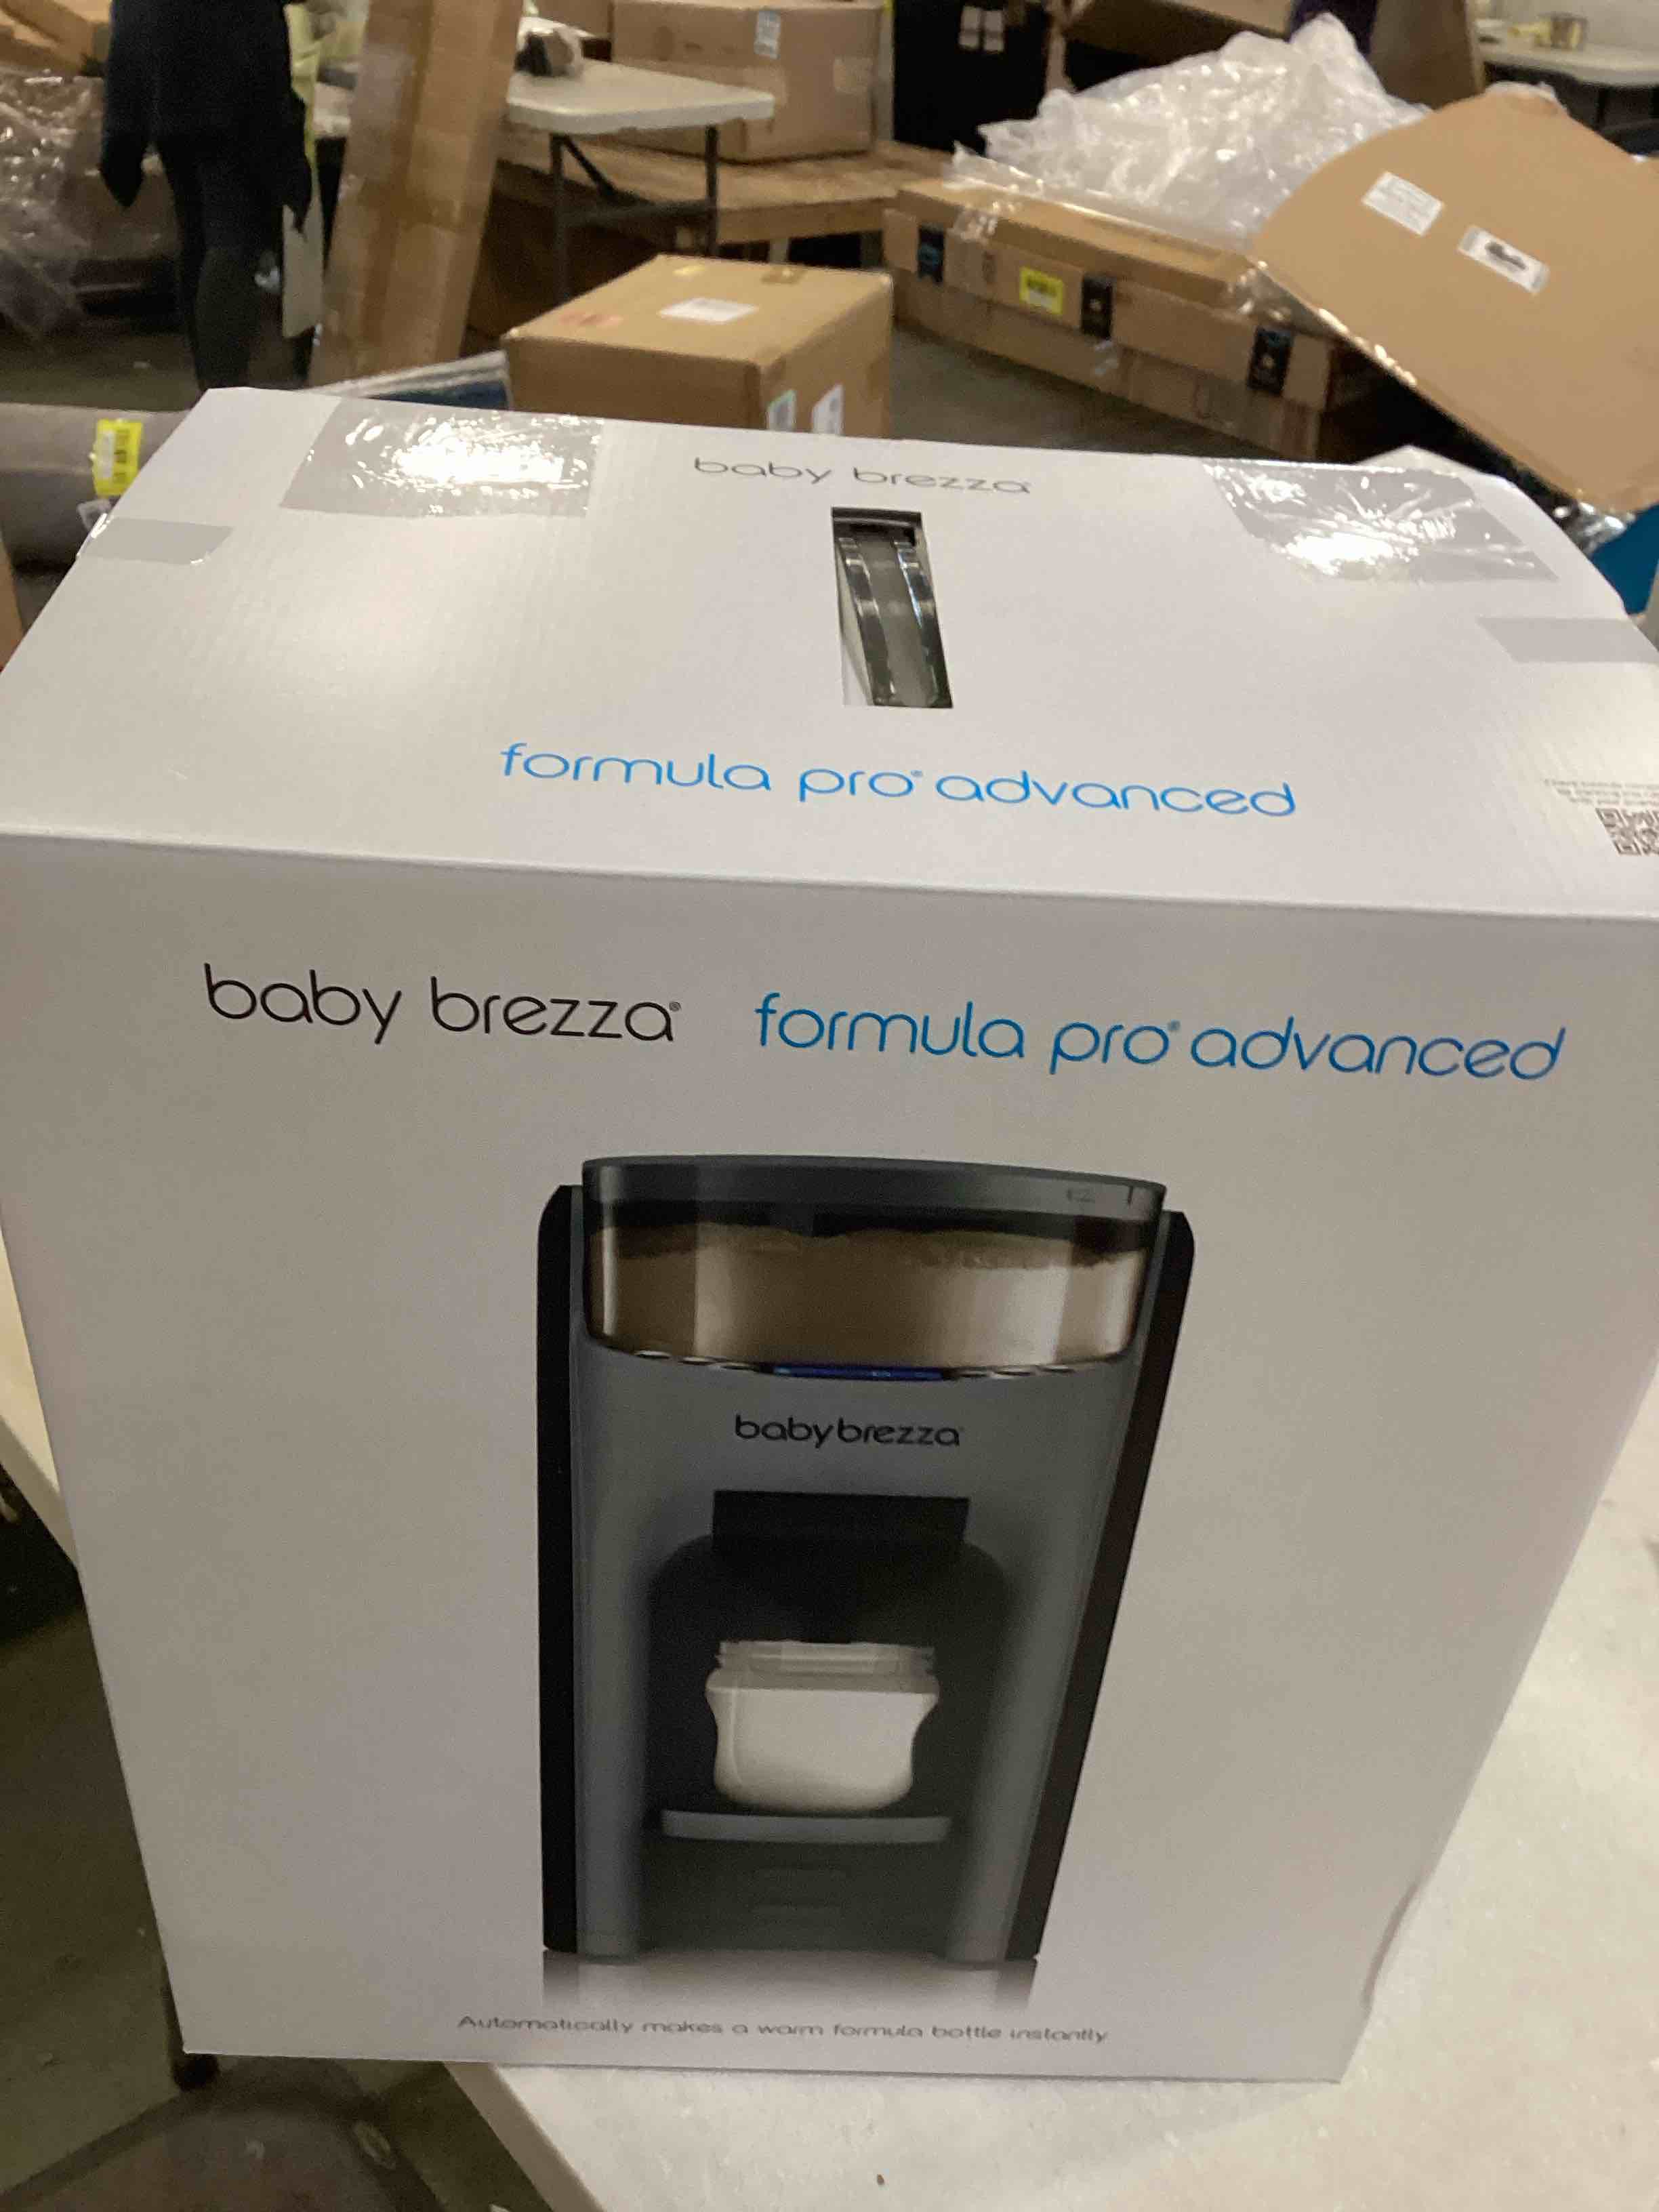 baby brezza
formula pro® advanced
baby brezza® formula pro® advanced
baby brezza
Automatically makes a warm formula bottle instantly